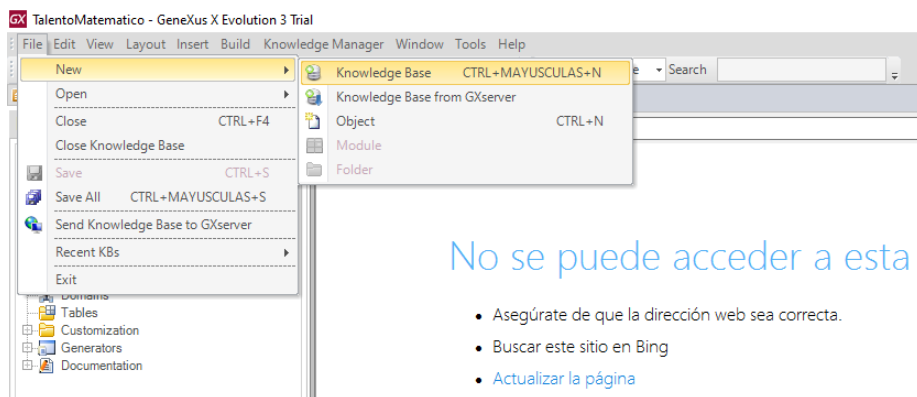 GX TalentoMatematico - GeneXus X Evolution 3 Trial
File Edit View Layout Insert Build Knowledge Manager Window Tools Help
New
Knowledge Base CTRL+MAYUSCULAS+N
Search
Open
Knowledge Base from GXserver
Close CTRL+F4
Object CTRL+N
Close Knowledge Base
Module
Save CTRL+S
Folder
Save All CTRL+MAYUSCULAS+S
Send Knowledge Base to GXserver
Recent KBs
Exit
No se puede acceder a esta
Domains
Tables
Customization
Generators
Documentation
• Asegúrate de que la dirección web sea correcta.
• Buscar este sitio en Bing
• Actualizar la página